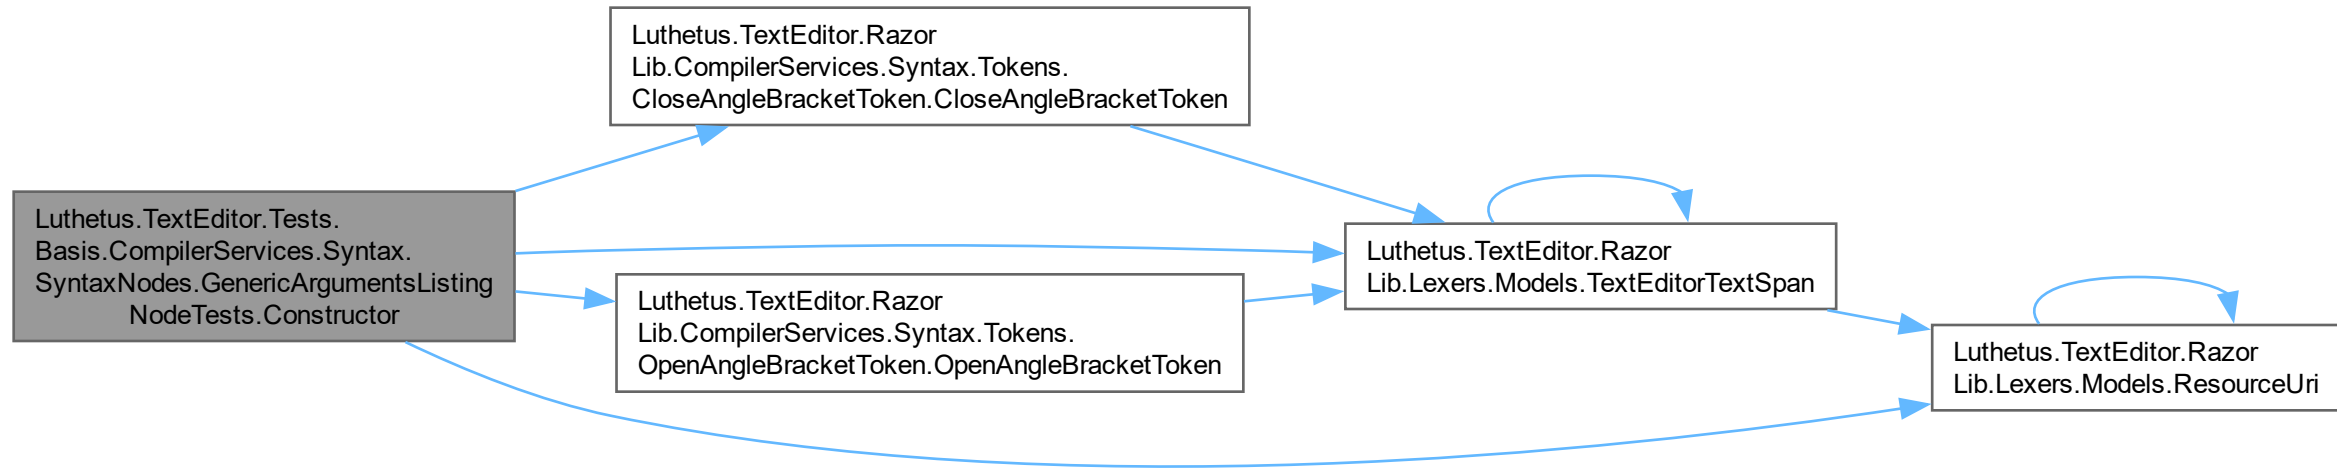 Luthetus.TextEditor.Razor
Lib.CompilerServices.Syntax.Tokens.
CloseAngleBracketToken.CloseAngleBracketToken
Luthetus.TextEditor.Tests.
Basis.CompilerServices.Syntax.
SyntaxNodes.GenericArgumentsListing
NodeTests.Constructor
Luthetus.TextEditor.Razor
Lib.CompilerServices.Syntax.Tokens.
OpenAngleBracketToken.OpenAngleBracketToken
Luthetus.TextEditor.Razor
Lib.Lexers.Models.TextEditorTextSpan
Luthetus.TextEditor.Razor
Lib.Lexers.Models.ResourceUri